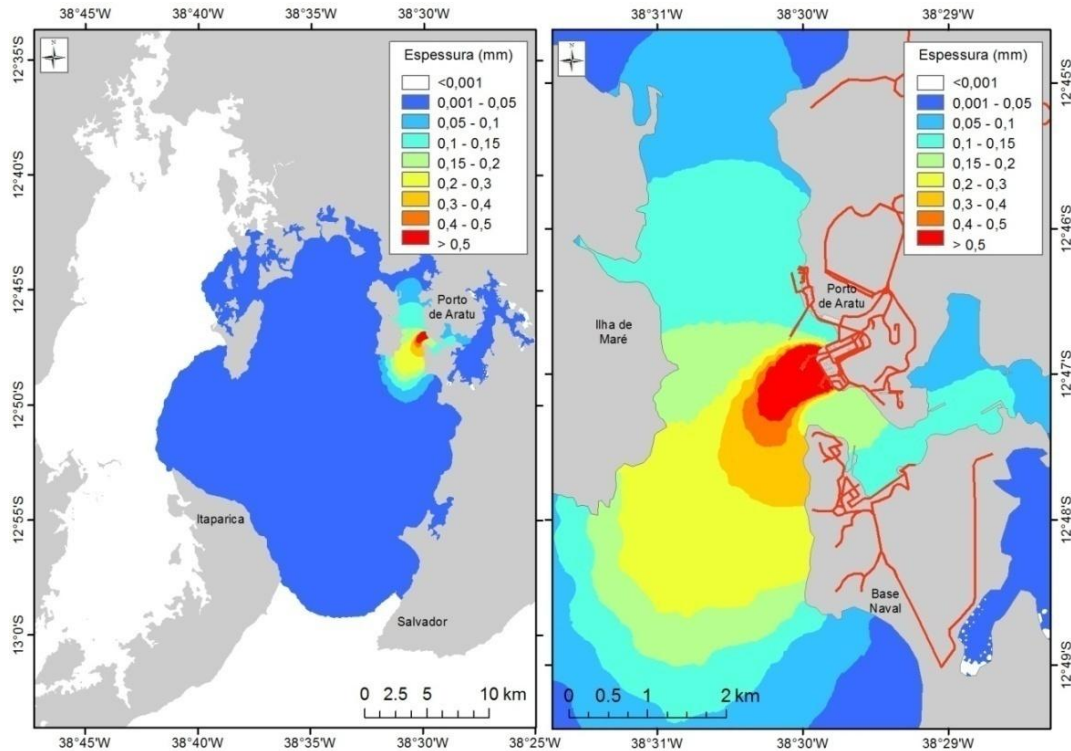 38°45'W 38°40'W 38°35'W 38°30'W
12°35'S
12°40'S
12°45'S
12°50'S
12°55'S
13°0'S
Espessura (mm)
<0,001
0,001 - 0,05
0,05 - 0,1
0,1 - 0,15
0,15 - 0,2
0,2 - 0,3
0,3 - 0,4
0,4 - 0,5
> 0,5
Porto
de Aratu
Itaparica
Salvador
0 2.5 5 10 km
38°45'W 38°40'W 38°35'W 38°30'W 38°25'W
38°31'W 38°30'W 38°29'W
Espessura (mm)
<0,001
0,001 - 0,05
0,05 - 0,1
0,1 - 0,15
0,15 - 0,2
0,2 - 0,3
0,3 - 0,4
0,4 - 0,5
> 0,5
12°45'S
12°46'S
12°47'S
12°48'S
12°49'S
Porto
de Aratu
Ilha de
Maré
Base
Naval
0 0.5 1 2 km
38°31'W 38°30'W 38°29'W